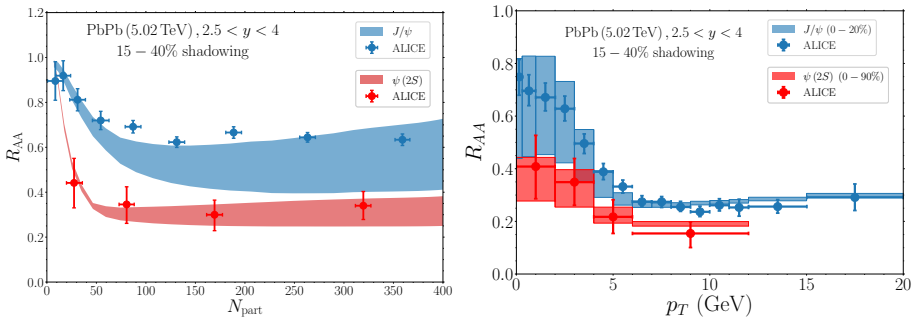 PbPb (5.02 TeV) , 2.5 < y < 4
15 − 40% shadowing
J/ψ
ALICE
ψ (2S)
ALICE
R_AA
1.2
1.0
0.8
0.6
0.4
0.2
0.0
0 50 100 150 200 250 300 350 400
N_part
PbPb (5.02 TeV) , 2.5 < y < 4
15 − 40% shadowing
J/ψ (0 − 20%)
ALICE
ψ (2S) (0 − 90%)
ALICE
R_AA
1.0
0.8
0.6
0.4
0.2
0.0
0 5 10 15 20
p_T (GeV)